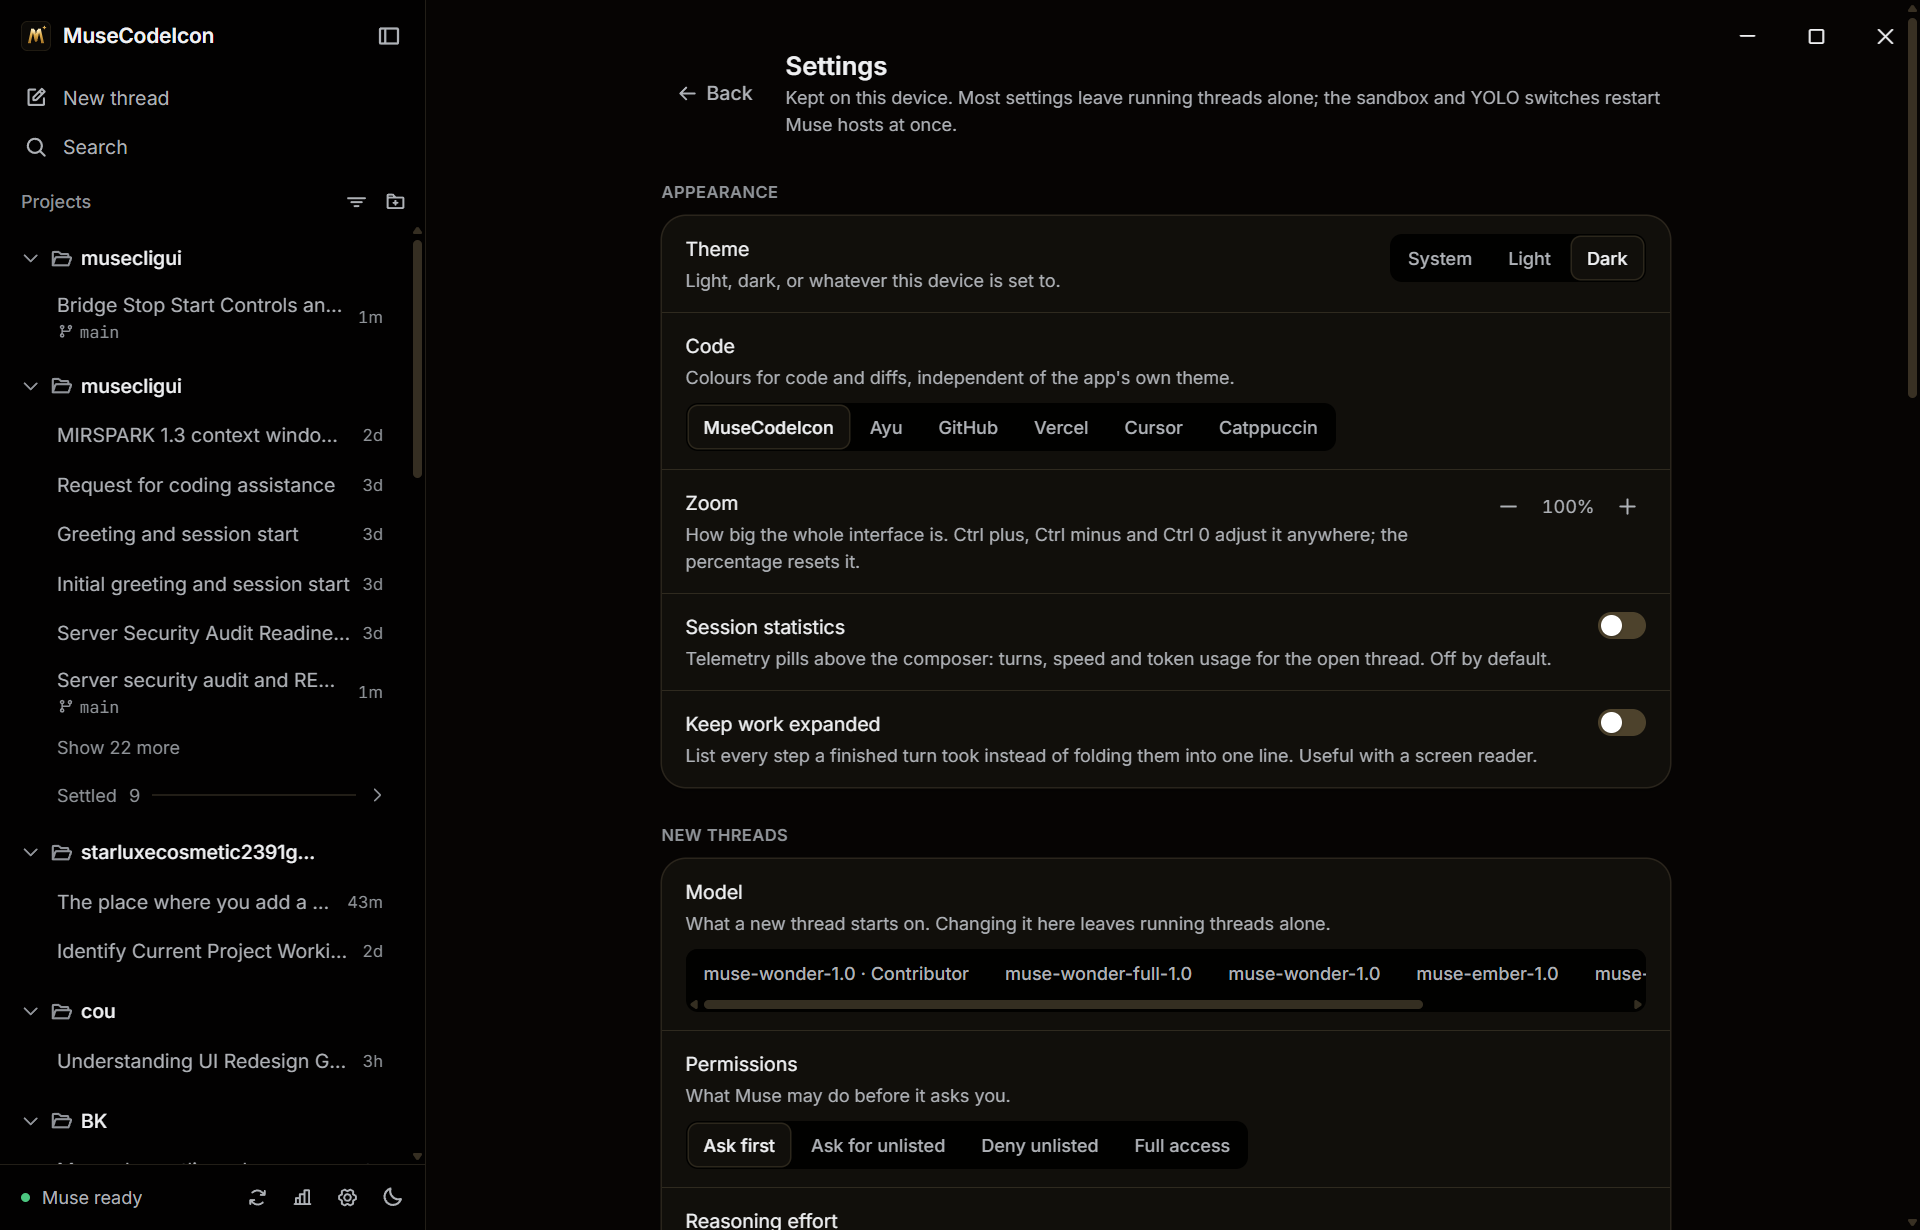 MuseCodeIcon
New thread
Search
Projects
musecligui
Bridge Stop Start Controls an...
1m
main
musecligui
MIRSPARK 1.3 context windo...
2d
Request for coding assistance
3d
Greeting and session start
3d
Initial greeting and session start
3d
Server Security Audit Readine...
3d
Server security audit and RE...
1m
main
Show 22 more
Settled 9
starluxecosmetic2391g...
The place where you add a ...
43m
Identify Current Project Worki...
2d
cou
Understanding UI Redesign G...
3h
BK
Muse ready
Back
Settings
Kept on this device. Most settings leave running threads alone; the sandbox and YOLO switches restart
Muse hosts at once.
APPEARANCE
Theme
Light, dark, or whatever this device is set to.
System
Light
Dark
Code
Colours for code and diffs, independent of the app's own theme.
MuseCodeIcon
Ayu
GitHub
Vercel
Cursor
Catppuccin
Zoom
How big the whole interface is. Ctrl plus, Ctrl minus and Ctrl 0 adjust it anywhere; the
percentage resets it.
100%
Session statistics
Telemetry pills above the composer: turns, speed and token usage for the open thread. Off by default.
Keep work expanded
List every step a finished turn took instead of folding them into one line. Useful with a screen reader.
NEW THREADS
Model
What a new thread starts on. Changing it here leaves running threads alone.
muse-wonder-1.0 · Contributor
muse-wonder-full-1.0
muse-wonder-1.0
muse-ember-1.0
muse-
Permissions
What Muse may do before it asks you.
Ask first
Ask for unlisted
Deny unlisted
Full access
Reasoning effort